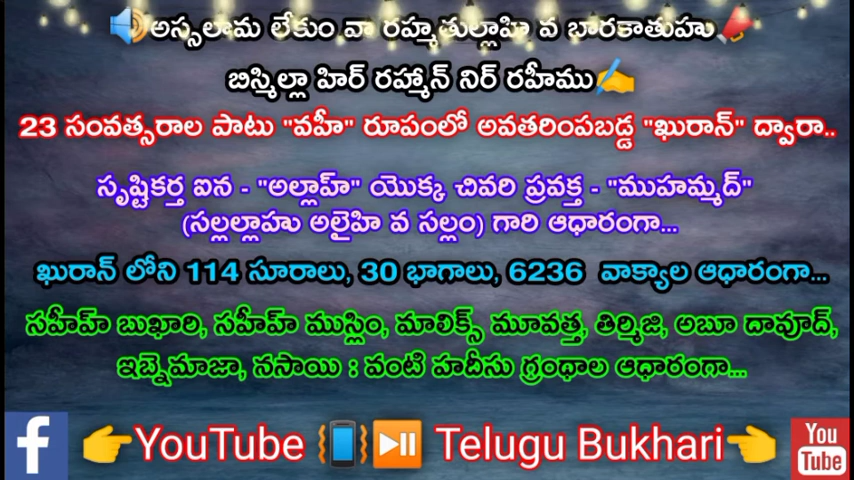 🔊అస్సలామ లేకుం వా రహ్మతుల్లాహి వ బారకాతుహు📣
బిస్మిల్లా హిర్ రహ్మాన్ నిర్ రహీము✍️
23 సంవత్సరాల పాటు "వహీ" రూపంలో అవతరింపబడ్డ "ఖురాన్" ద్వారా..
సృష్టికర్త ఐన - "అల్లాహ్" యొక్క చివరి ప్రవక్త - "ముహమ్మద్"
(సల్లల్లాహు అలైహి వ సల్లం) గారి ఆధారంగా...
ఖురాన్ లోని 114 సూరాలు, 30 భాగాలు, 6236 వాక్యాల ఆధారంగా...
సహీహ్ బుఖారి, సహీహ్ ముస్లిం, మాలిక్స్ మూవత్త, తిర్మిజి, అబూ దావూద్,
ఇబ్నెమాజా, నసాయి : వంటి హదీసు గ్రంథాల ఆధారంగా...
f 👉YouTube 📳⏯️ Telugu Bukhari👈 You
Tube